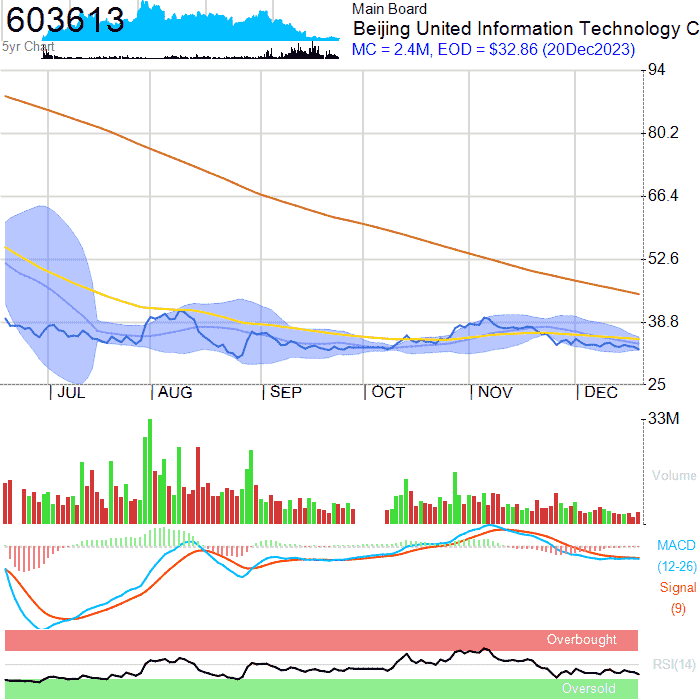 603613
5yr Chart
Main Board
Beijing United Information Technology C
MC = 2.4M, EOD = $32.86 (20Dec2023)
94
80.2
66.4
52.6
38.8
25
JUL AUG SEP OCT NOV DEC
33M
Volume
MACD
(12-26)
Signal
(9)
Overbought
RSI(14)
Oversold